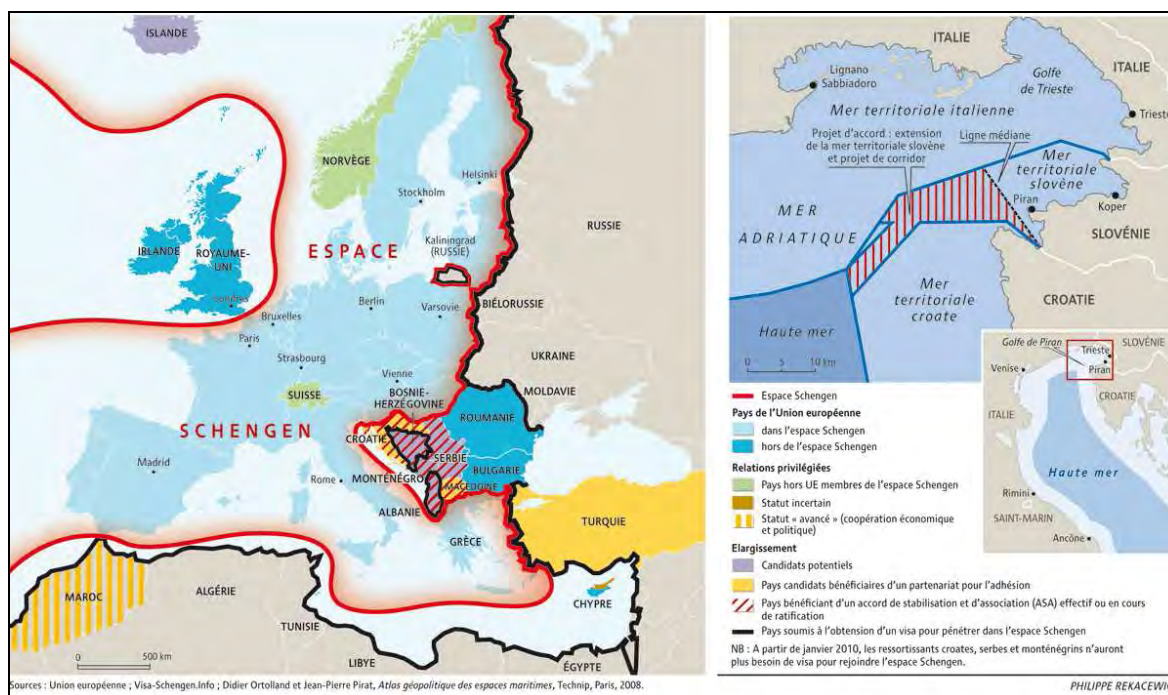 ISLANDE
NORVÈGE
Helsinki
Stockholm
RUSSIE
IRLANDE
ROYAUME-
UNI
Londres
ESPACE
Kaliningrad
(RUSSIE)
Berlin
Varsovie
BIÉLORUSSIE
Bruxelles
Paris
Strasbourg
UKRAINE
Vienne
MOLDAVIE
SUISSE
BOSNIE-
HERZÉGOVINE
ROUMANIE
SCHENGEN
CROATIE
SERBIE
Madrid
MONTÉNÉGRO
BULGARIE
Rome
MACÉDOINE
ALBANIE
TURQUIE
GRÈCE
MAROC
ALGÉRIE
CHYPRE
TUNISIE
LIBYE
ÉGYPTE
0 500 km
ITALIE
Lignano
Sabbiadoro
Golfe
de Trieste
ITALIE
Mer territoriale italienne
Trieste
Projet d'accord : extension
de la mer territoriale slovène
et projet de corridor
Ligne médiane
Mer
territoriale
slovène
Piran
Koper
MER
ADRIATIQUE
SLOVÉNIE
Mer
territoriale
croate
CROATIE
Haute mer
0 5 10 km
Golfe de Piran
SLOVÉNIE
Trieste
Venise
Piran
CROATIE
ITALIE
Haute mer
Rimini
SAINT-MARIN
Ancône
Espace Schengen
Pays de l'Union européenne
dans l'espace Schengen
hors de l'espace Schengen
Relations privilégiées
Pays hors UE membres de l'espace Schengen
Statut incertain
Statut « avancé » (coopération économique
et politique)
Elargissement
Candidats potentiels
Pays candidats bénéficiaires d'un partenariat pour l'adhésion
Pays bénéficiant d'un accord de stabilisation et d'association (ASA) effectif ou en cours
de ratification
Pays soumis à l'obtention d'un visa pour pénétrer dans l'espace Schengen
NB : A partir de janvier 2010, les ressortissants croates, serbes et monténégrins n'auront
plus besoin de visa pour rejoindre l'espace Schengen.
Sources : Union européenne ; Visa-Schengen.Info ; Didier Ortolland et Jean-Pierre Pirat, Atlas géopolitique des espaces maritimes, Technip, Paris, 2008.
PHILIPPE REKACEWICZ